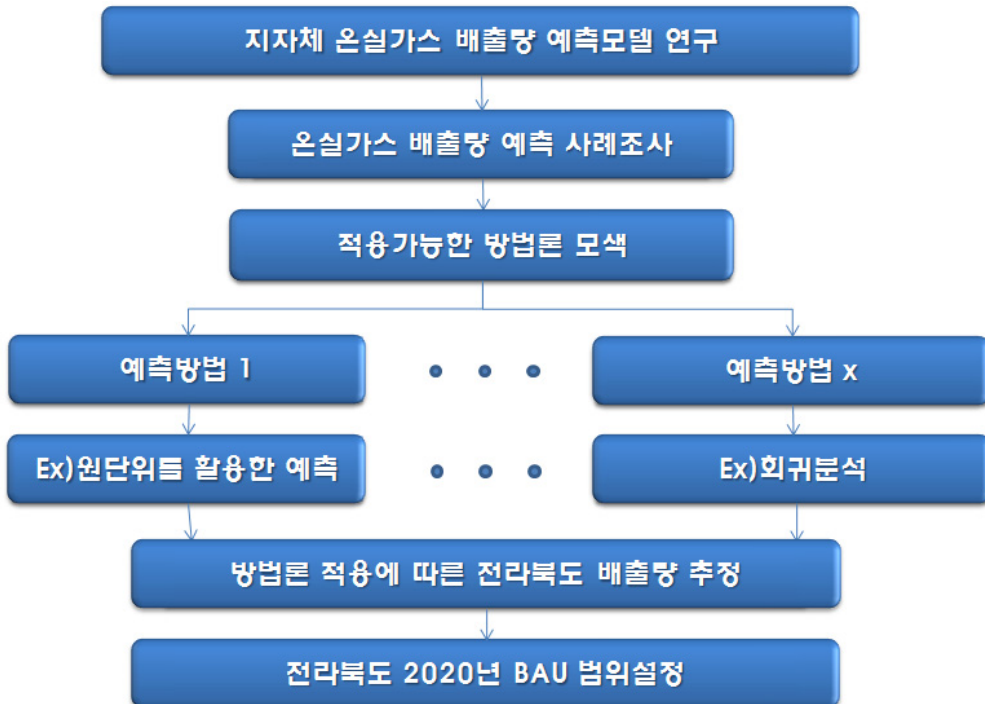 지자체 온실가스 배출량 예측모델 연구
온실가스 배출량 예측 사례조사
적용가능한 방법론 모색
예측방법 1
예측방법 x
Ex)원단위를 활용한 예측
Ex)회귀분석
방법론 적용에 따른 전라북도 배출량 추정
전라북도 2020년 BAU 범위설정